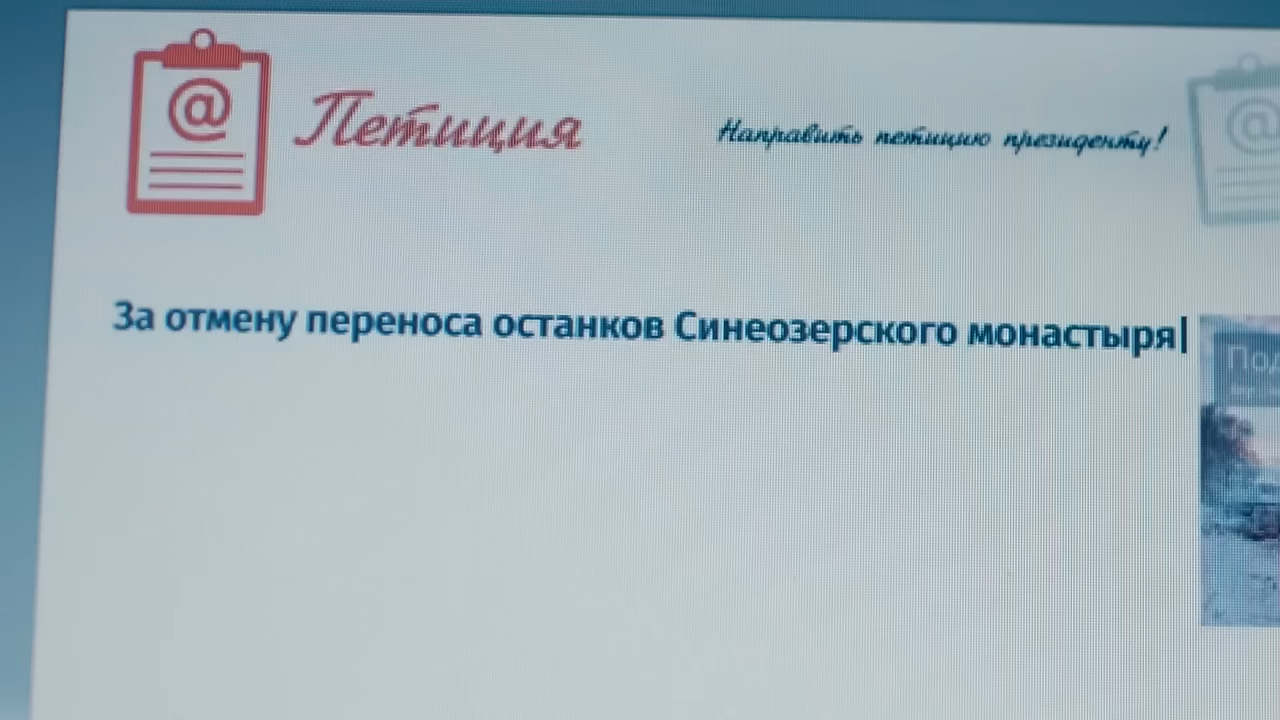 @
Петиция
Направить петицию президенту!
За отмену переноса останков Синеозерского монастыря